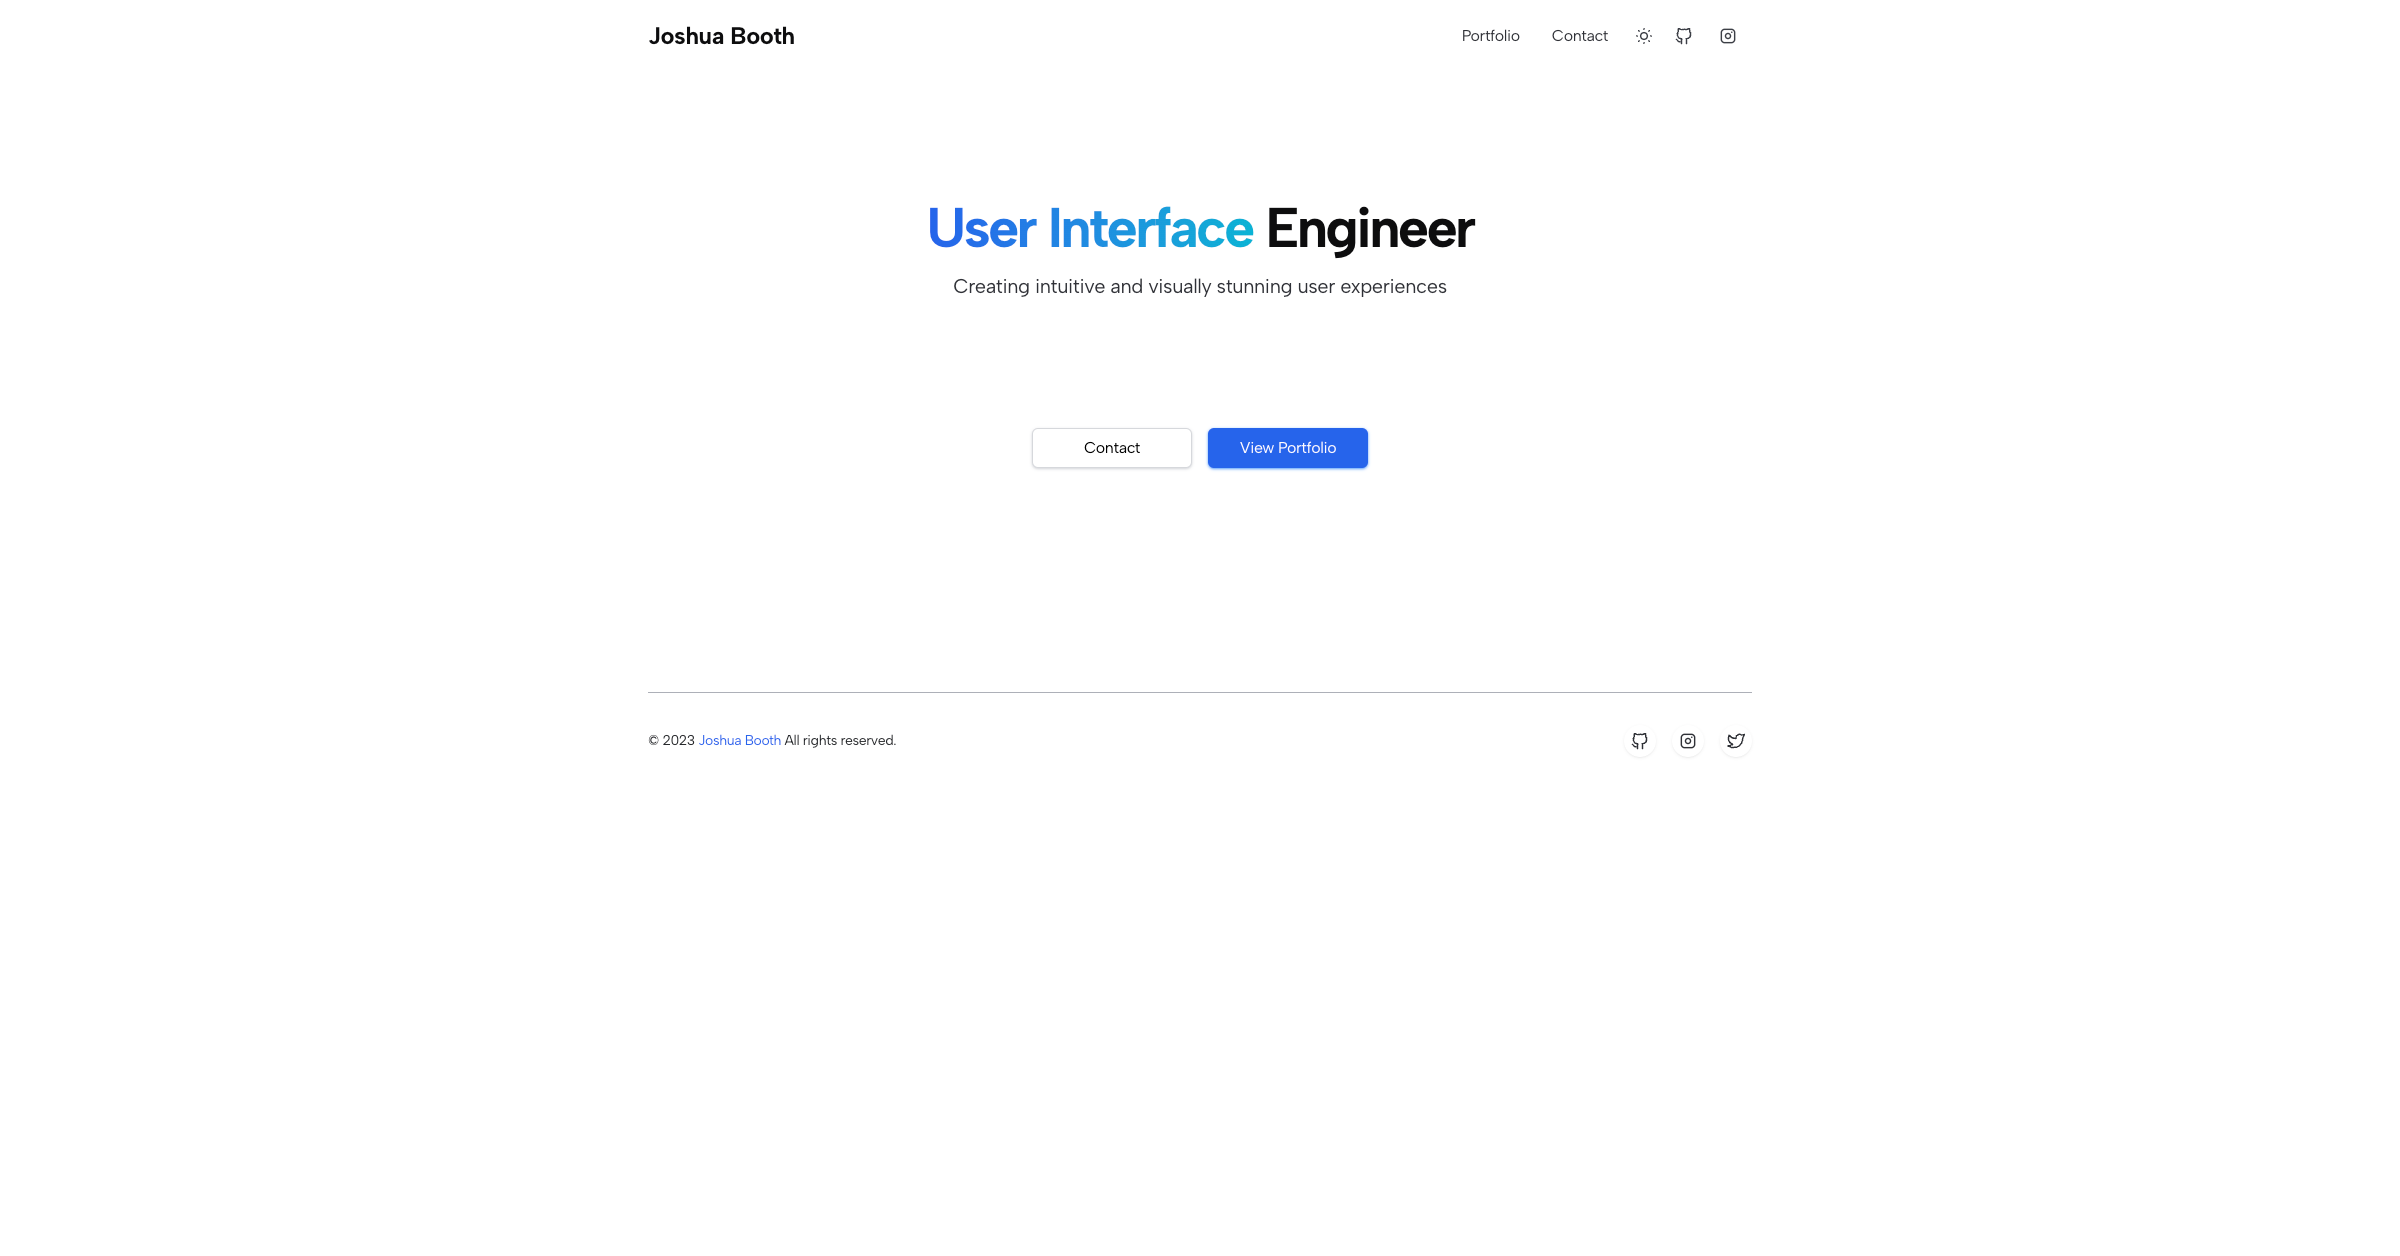 Joshua Booth
Portfolio
Contact
User Interface Engineer
Creating intuitive and visually stunning user experiences
Contact
View Portfolio
© 2023 Joshua Booth All rights reserved.